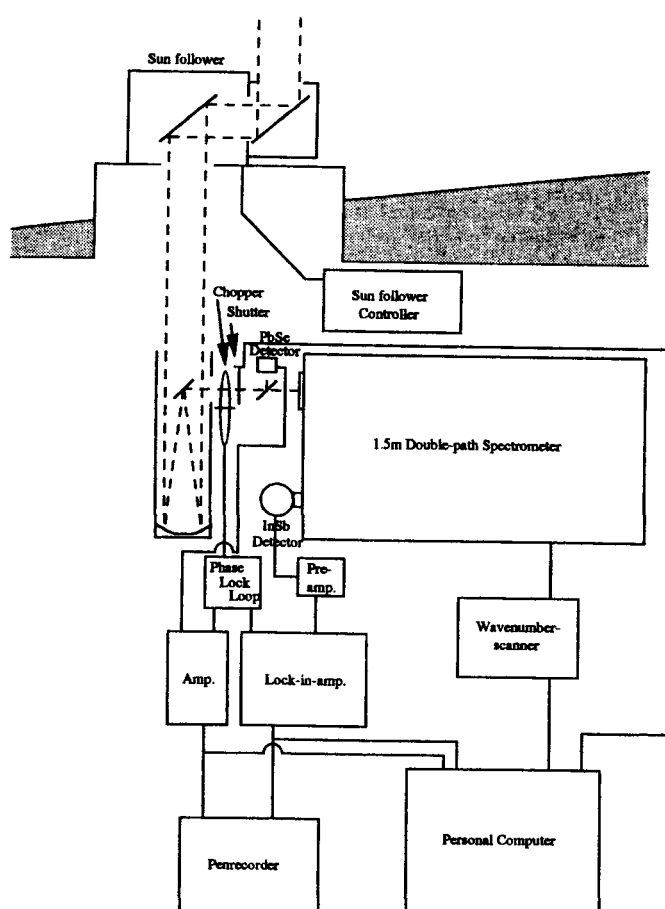 Sun follower
Sun follower
Controller
Chopper
Shutter
PbSe
Detector
1.5m Double-path Spectrometer
InSb
Detector
Phase
Lock
Loop
Pre-
amp.
Wavenumber-
scanner
Amp.
Lock-in-amp.
Penrecorder
Personal Computer